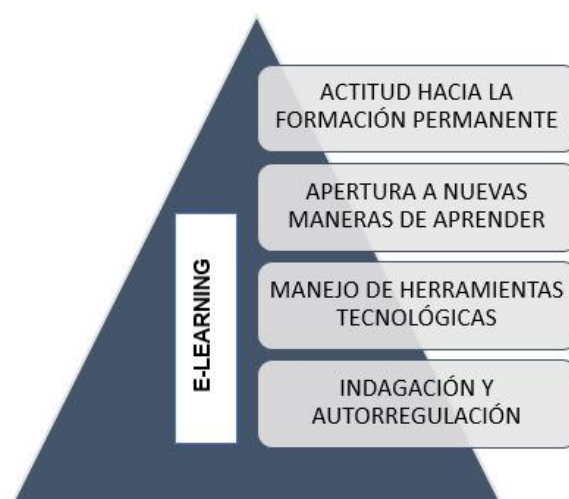 ACTITUD HACIA LA
FORMACIÓN PERMANENTE
APERTURA A NUEVAS
MANERAS DE APRENDER
E-LEARNING
MANEJO DE HERRAMIENTAS
TECNOLÓGICAS
INDAGACIÓN Y
AUTORREGULACIÓN